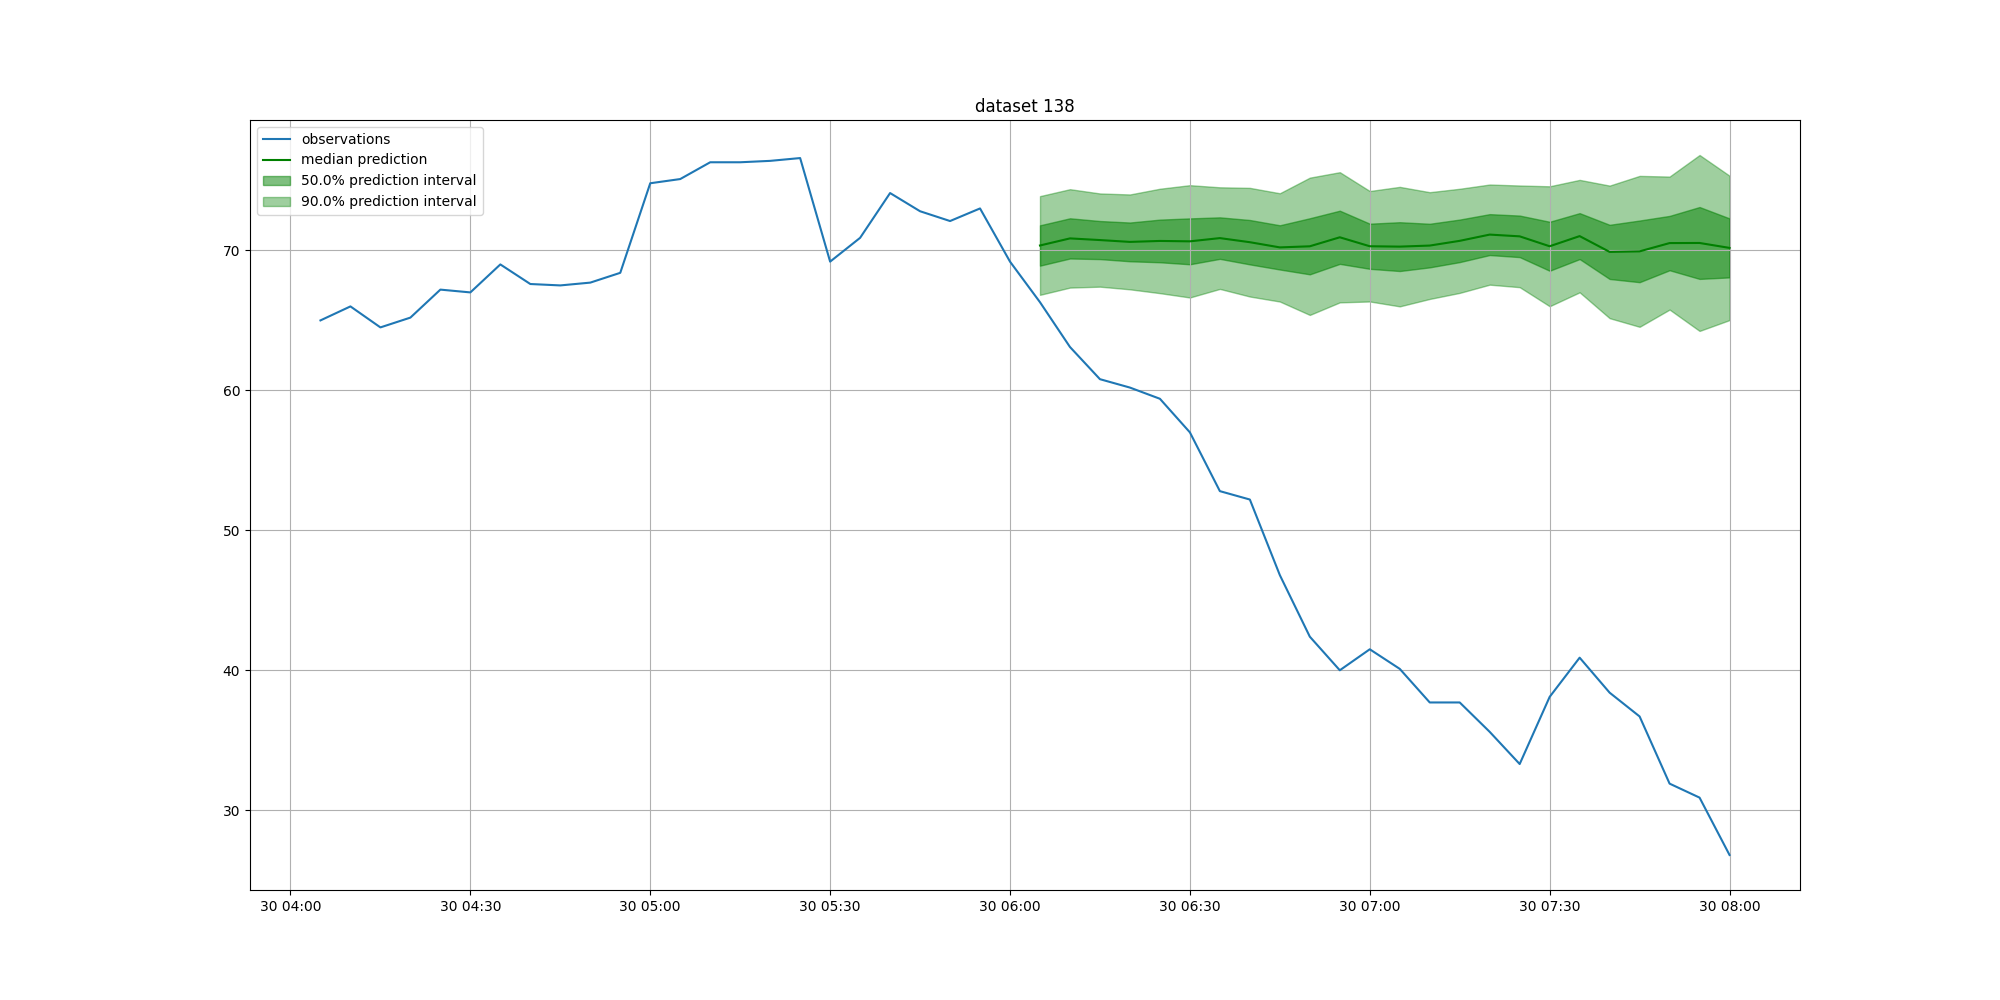 dataset 138
observations
median prediction
50.0% prediction interval
90.0% prediction interval
70
60
50
40
30
30 04:00 30 04:30 30 05:00 30 05:30 30 06:00 30 06:30 30 07:00 30 07:30 30 08:00